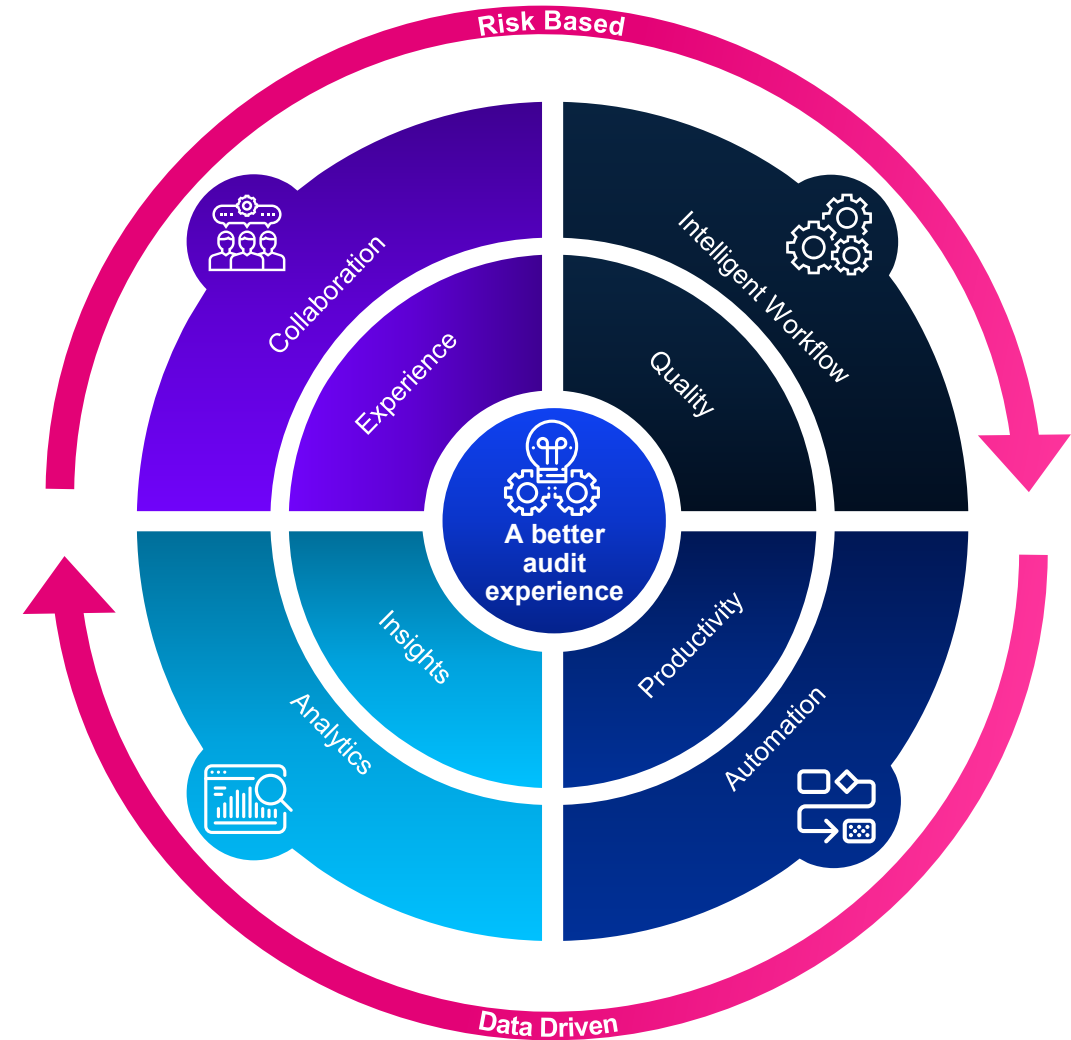 Risk Based
Collaboration
Intelligent Workflow
Experience
Quality
A better
audit
experience
Insights
Productivity
Analytics
Automation
Data Driven